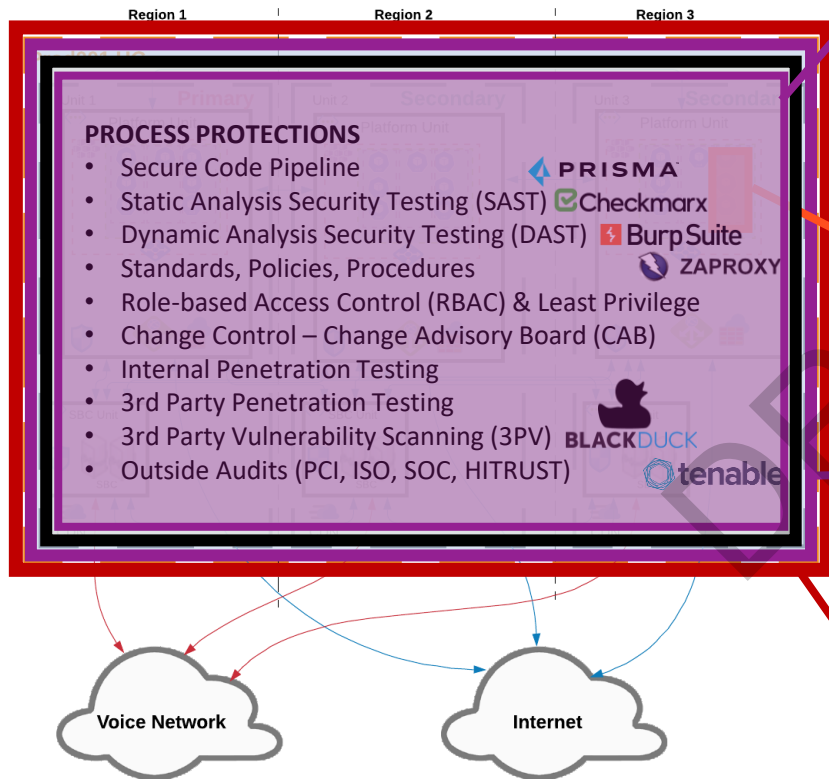 Region 1 Region 2 Region 3
Unit 1 Primary Unit 2 Secondary Unit 3 Secondary
Platform Unit Platform Unit Platform Unit
PROCESS PROTECTIONS
• Secure Code Pipeline PRISMA
• Static Analysis Security Testing (SAST) Checkmarx
• Dynamic Analysis Security Testing (DAST) Burp Suite
• Standards, Policies, Procedures ZAPROXY
• Role-based Access Control (RBAC) & Least Privilege
• Change Control – Change Advisory Board (CAB)
• Internal Penetration Testing
• 3rd Party Penetration Testing
• 3rd Party Vulnerability Scanning (3PV) BLACKDUCK
• Outside Audits (PCI, ISO, SOC, HITRUST) tenable
Voice Network Internet